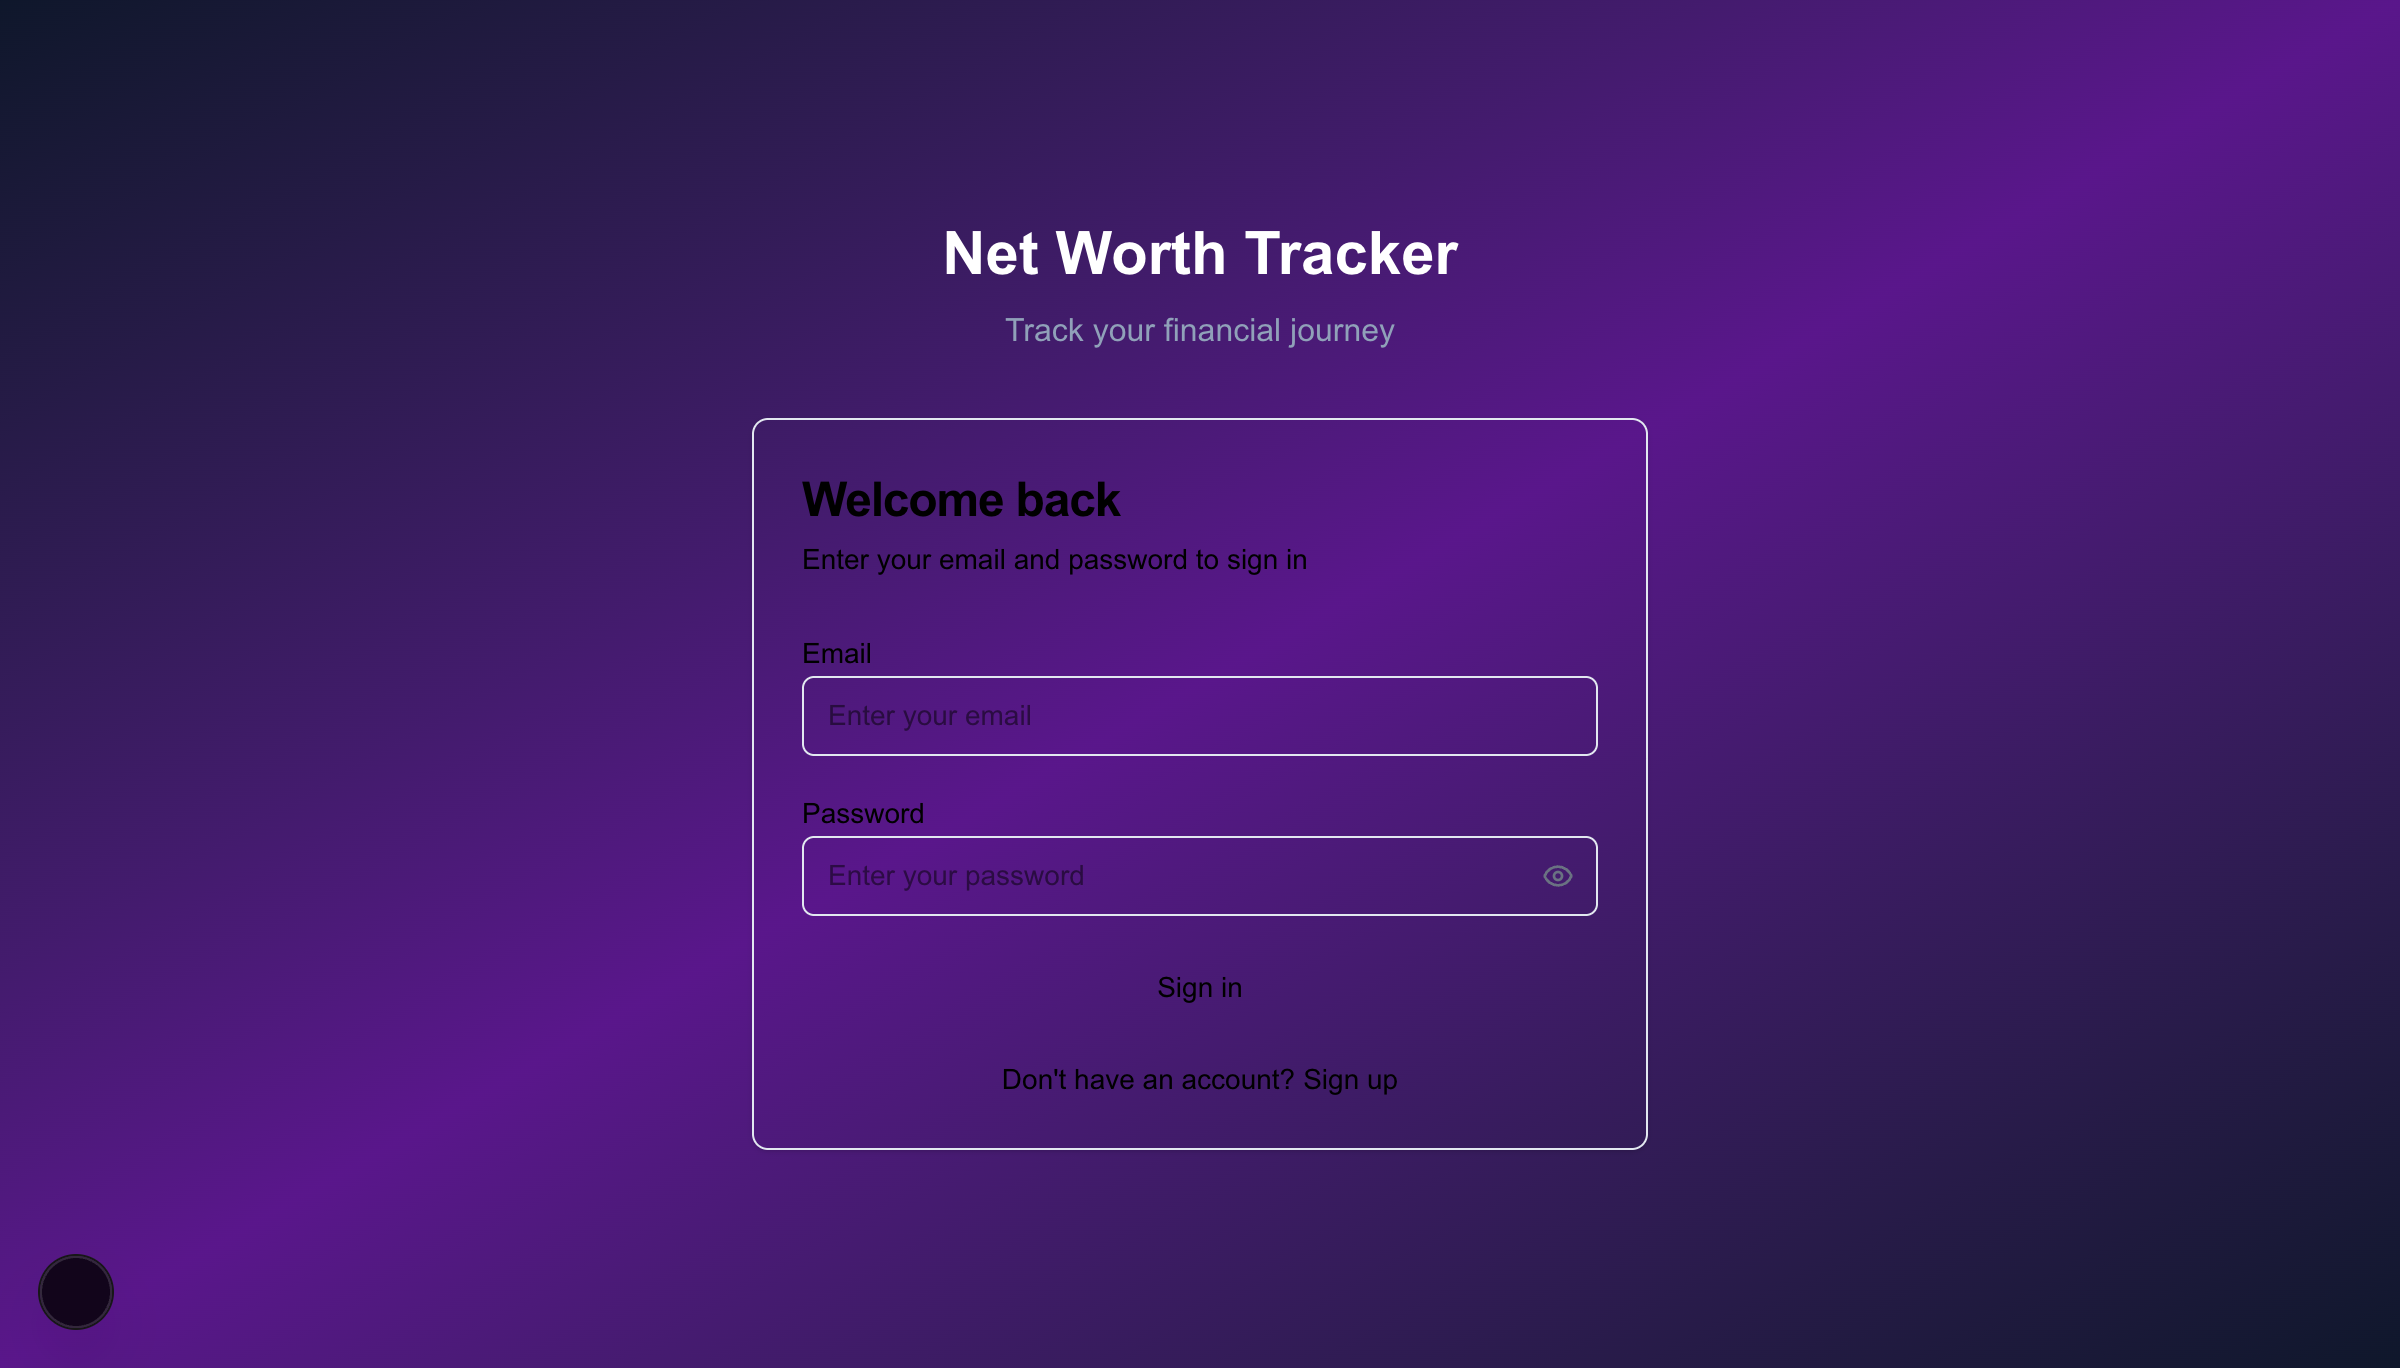 Net Worth Tracker
Track your financial journey
Welcome back
Enter your email and password to sign in
Email
Enter your email
Password
Enter your password
Sign in
Don't have an account? Sign up